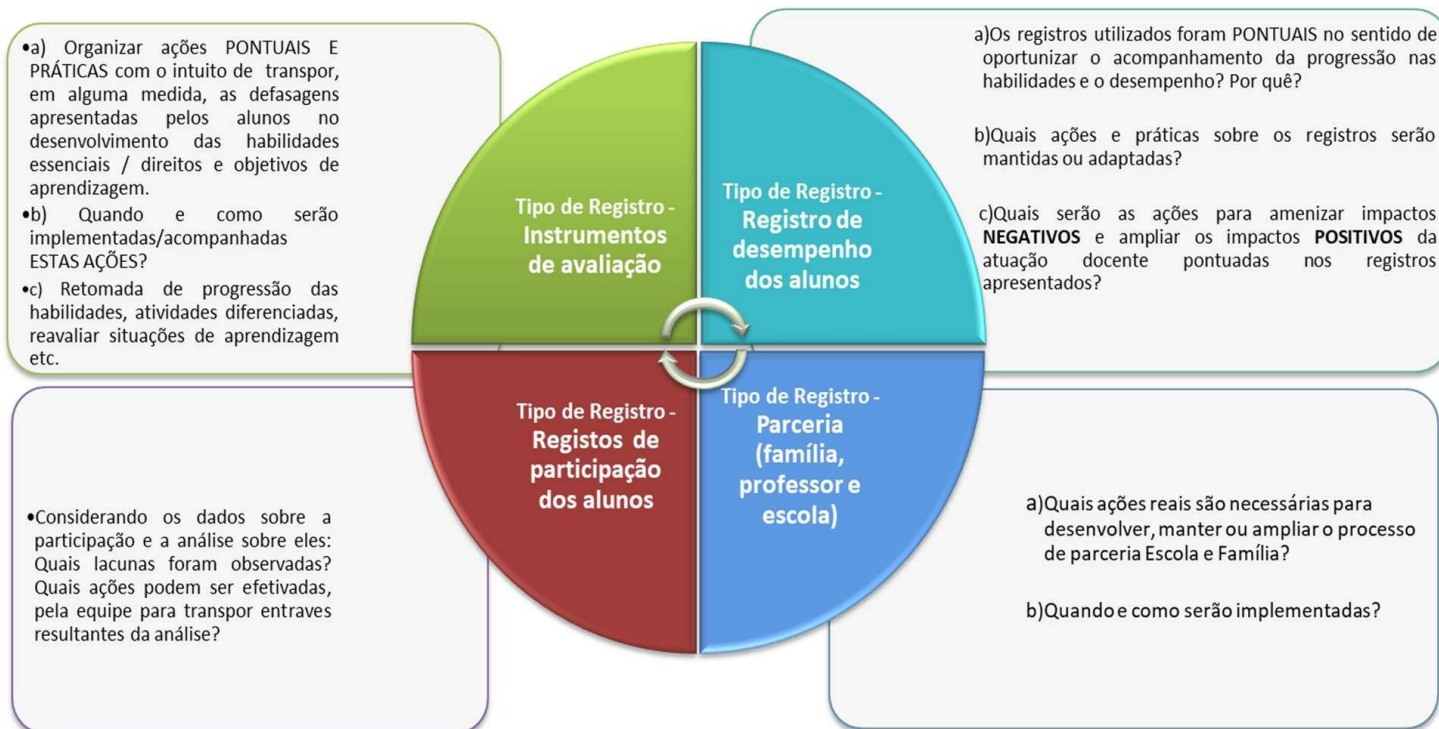 •a) Organizar ações PONTUAIS E
PRÁTICAS com o intuito de transpor,
em alguma medida, as defasagens
apresentadas pelos alunos no
desenvolvimento das habilidades
essenciais / direitos e objetivos de
aprendizagem.
•b) Quando e como serão
implementadas/acompanhadas
ESTAS AÇÕES?
•c) Retomada de progressão das
habilidades, atividades diferenciadas,
reavaliar situações de aprendizagem
etc.
Tipo de Registro -
Instrumentos
de avaliação
Tipo de Registro -
Registro de
desempenho
dos alunos
a)Os registros utilizados foram PONTUAIS no sentido de
oportunizar o acompanhamento da progressão nas
habilidades e o desempenho? Por quê?
b)Quais ações e práticas sobre os registros serão
mantidas ou adaptadas?
c)Quais serão as ações para amenizar impactos
NEGATIVOS e ampliar os impactos POSITIVOS da
atuação docente pontuadas nos registros
apresentados?
•Considerando os dados sobre a
participação e a análise sobre eles:
Quais lacunas foram observadas?
Quais ações podem ser efetivadas,
pela equipe para transpor entraves
resultantes da análise?
Tipo de Registro -
Registos de
participação
dos alunos
Tipo de Registro -
Parceria
(família,
professor e
escola)
a)Quais ações reais são necessárias para
desenvolver, manter ou ampliar o processo
de parceria Escola e Família?
b)Quando e como serão implementadas?